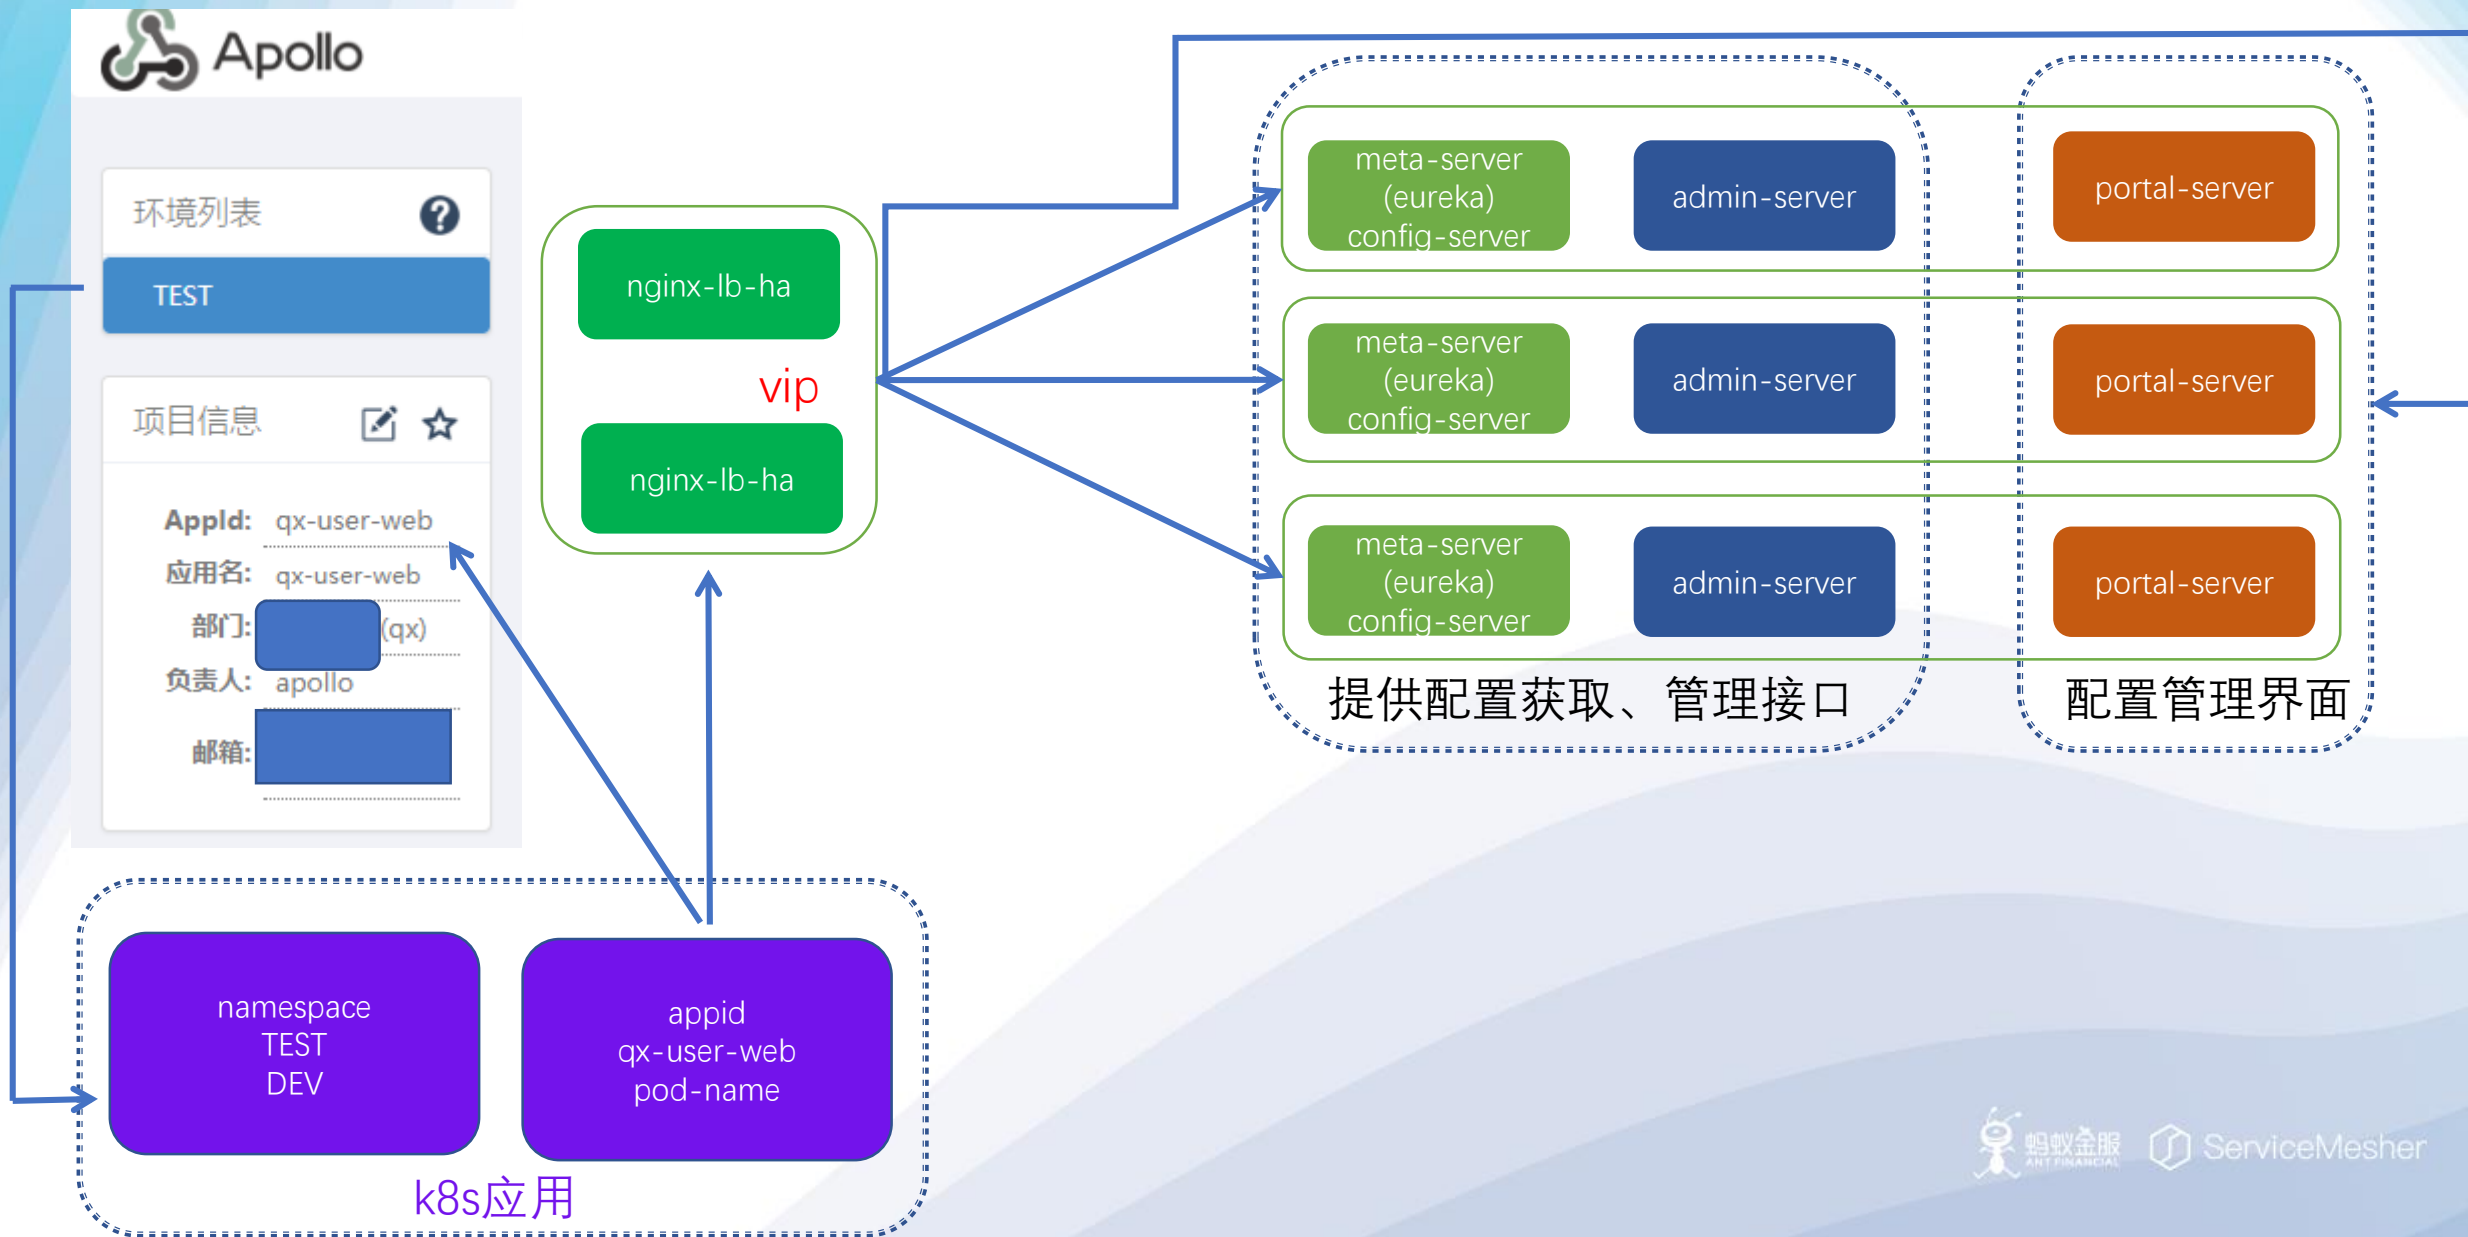 Apollo
环境列表
TEST
项目信息
AppId: qx-user-web
应用名: qx-user-web
部门: (qx)
负责人: apollo
邮箱:
nginx-lb-ha
vip
nginx-lb-ha
meta-server
(eureka)
config-server
admin-server
portal-server
meta-server
(eureka)
config-server
admin-server
portal-server
meta-server
(eureka)
config-server
admin-server
portal-server
提供配置获取、管理接口
配置管理界面
namespace
TEST
DEV
appid
qx-user-web
pod-name
k8s应用
蚂蚁金服
ANT FINANCIAL
ServiceMesher